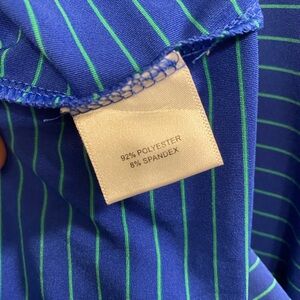 92% POLYESTER
8% SPANDEX